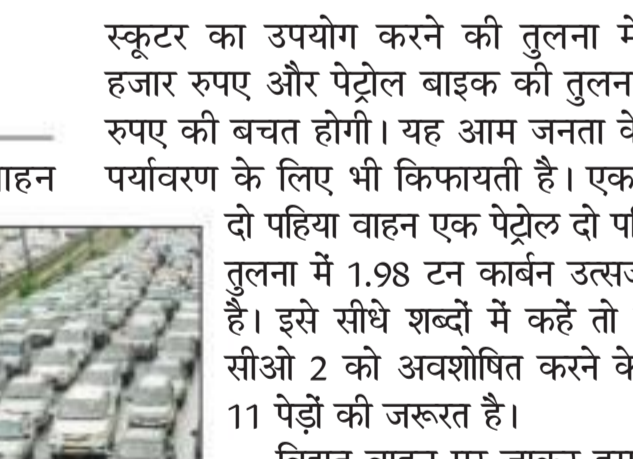 स्कूटर का उपयोग करने की तुलना में
हजार रुपए और पेट्रोल बाइक की तुलन
रुपए की बचत होगी। यह आम जनता के
ाहन
पर्यावरण के लिए भी किफायती है। एक
दो पहिया वाहन एक पेट्रोल दो प
तुलना में 1.98 टन कार्बन उत्सज
है। इसे सीधे शब्दों में कहें तो
सीओ 2 को अवशोषित करने के
11 पेड़ों की जरूरत है।